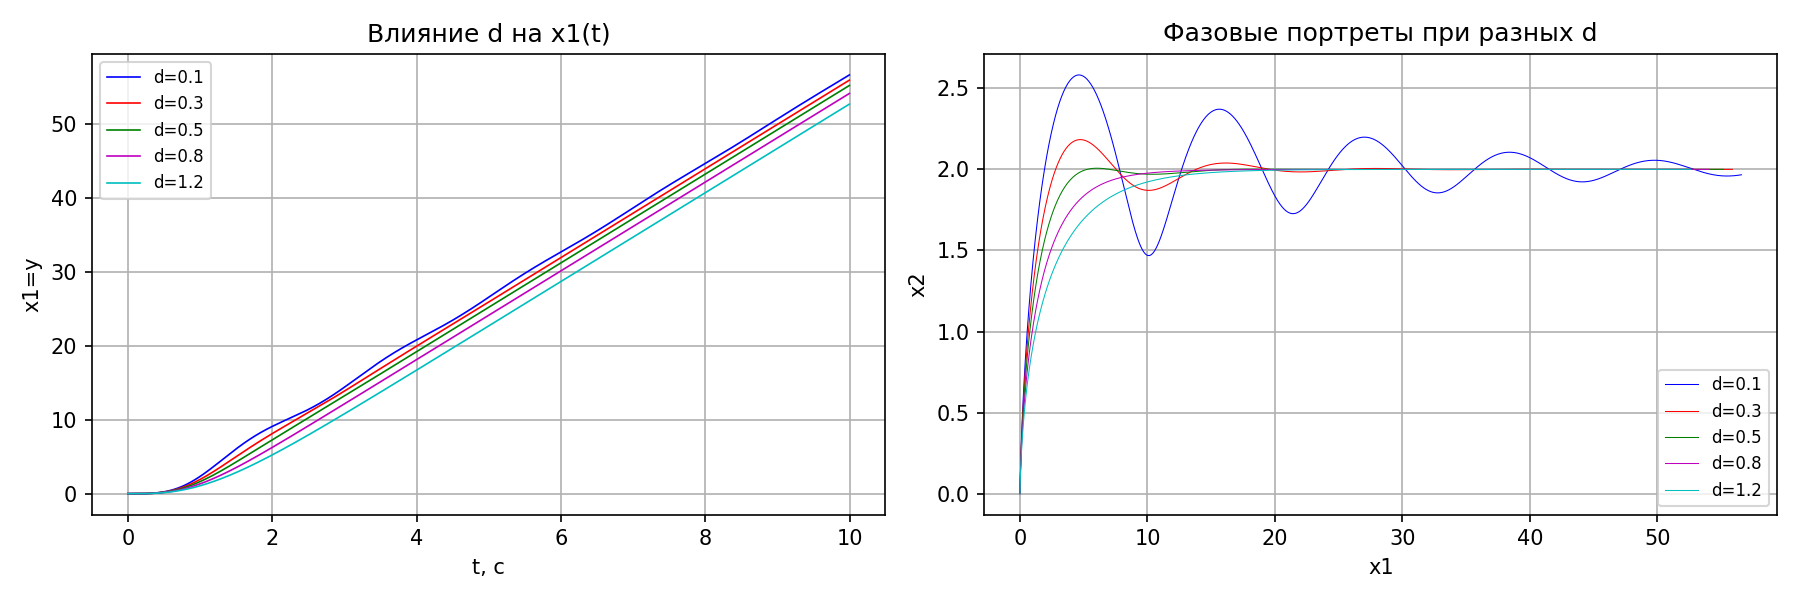 Влияние d на x1(t)
d=0.1
d=0.3
d=0.5
d=0.8
d=1.2
x1=y
50
40
30
20
10
0
0 2 4 6 8 10
t, с
Фазовые портреты при разных d
x2
2.5
2.0
1.5
1.0
0.5
0.0
d=0.1
d=0.3
d=0.5
d=0.8
d=1.2
0 10 20 30 40 50
x1